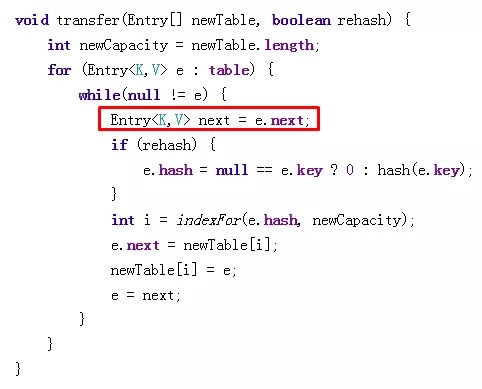 void transfer(Entry[] newTable, boolean rehash) {
    int newCapacity = newTable.length;
    for (Entry<K,V> e : table) {
        while(null != e) {
            Entry<K,V> next = e.next;
            if (rehash) {
                e.hash = null == e.key ? 0 : hash(e.key);
            }
            int i = indexFor(e.hash, newCapacity);
            e.next = newTable[i];
            newTable[i] = e;
            e = next;
        }
    }
}